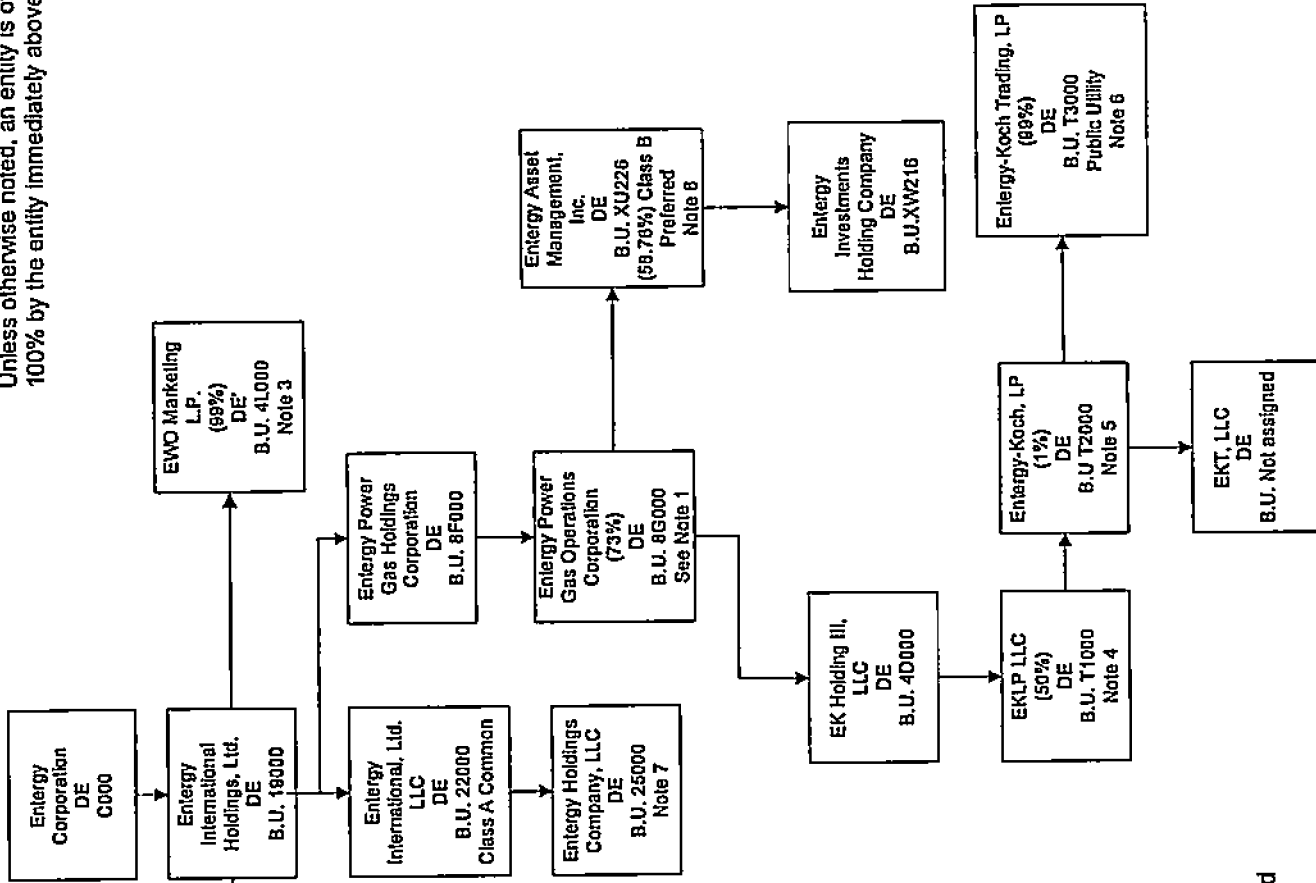 Unless otherwise noted, an entity is o
100% by the entity immediately above
Entergy
Corporation
DE
C000
Entergy
International
Holdings, Ltd.
DE
B.U. 19000
EWO Marketing
L.P.
(99%)
DE'
B.U. 4L000
Note 3
Entergy
International, Ltd.
LLC
DE
B.U. 22000
Class A Common
Entergy Power
Gas Holdings
Corporation
DE
B.U. 8F000
Entergy Holdings
Company, LLC
DE
B.U. 25000
Note 7
Entergy Power
Gas Operations
Corporation
(73%)
DE
B.U. 8G000
See Note 1
Entergy Asset
Management,
Inc.
DE
B.U. XU226
(58.78%) Class B
Preferred
Note 8
Entergy
Investments
Holding Company
DE
B.U.XW216
EK Holding III,
LLC
DE
B.U. 4D000
EKLP LLC
(50%)
DE
B.U. T1000
Note 4
Entergy-Koch, LP
(1%)
DE
B.U T2000
Note 5
Entergy-Koch Trading, LP
(99%)
DE
B.U. T3000
Public Utility
Note 6
EKT, LLC
DE
B.U. Not assigned
d